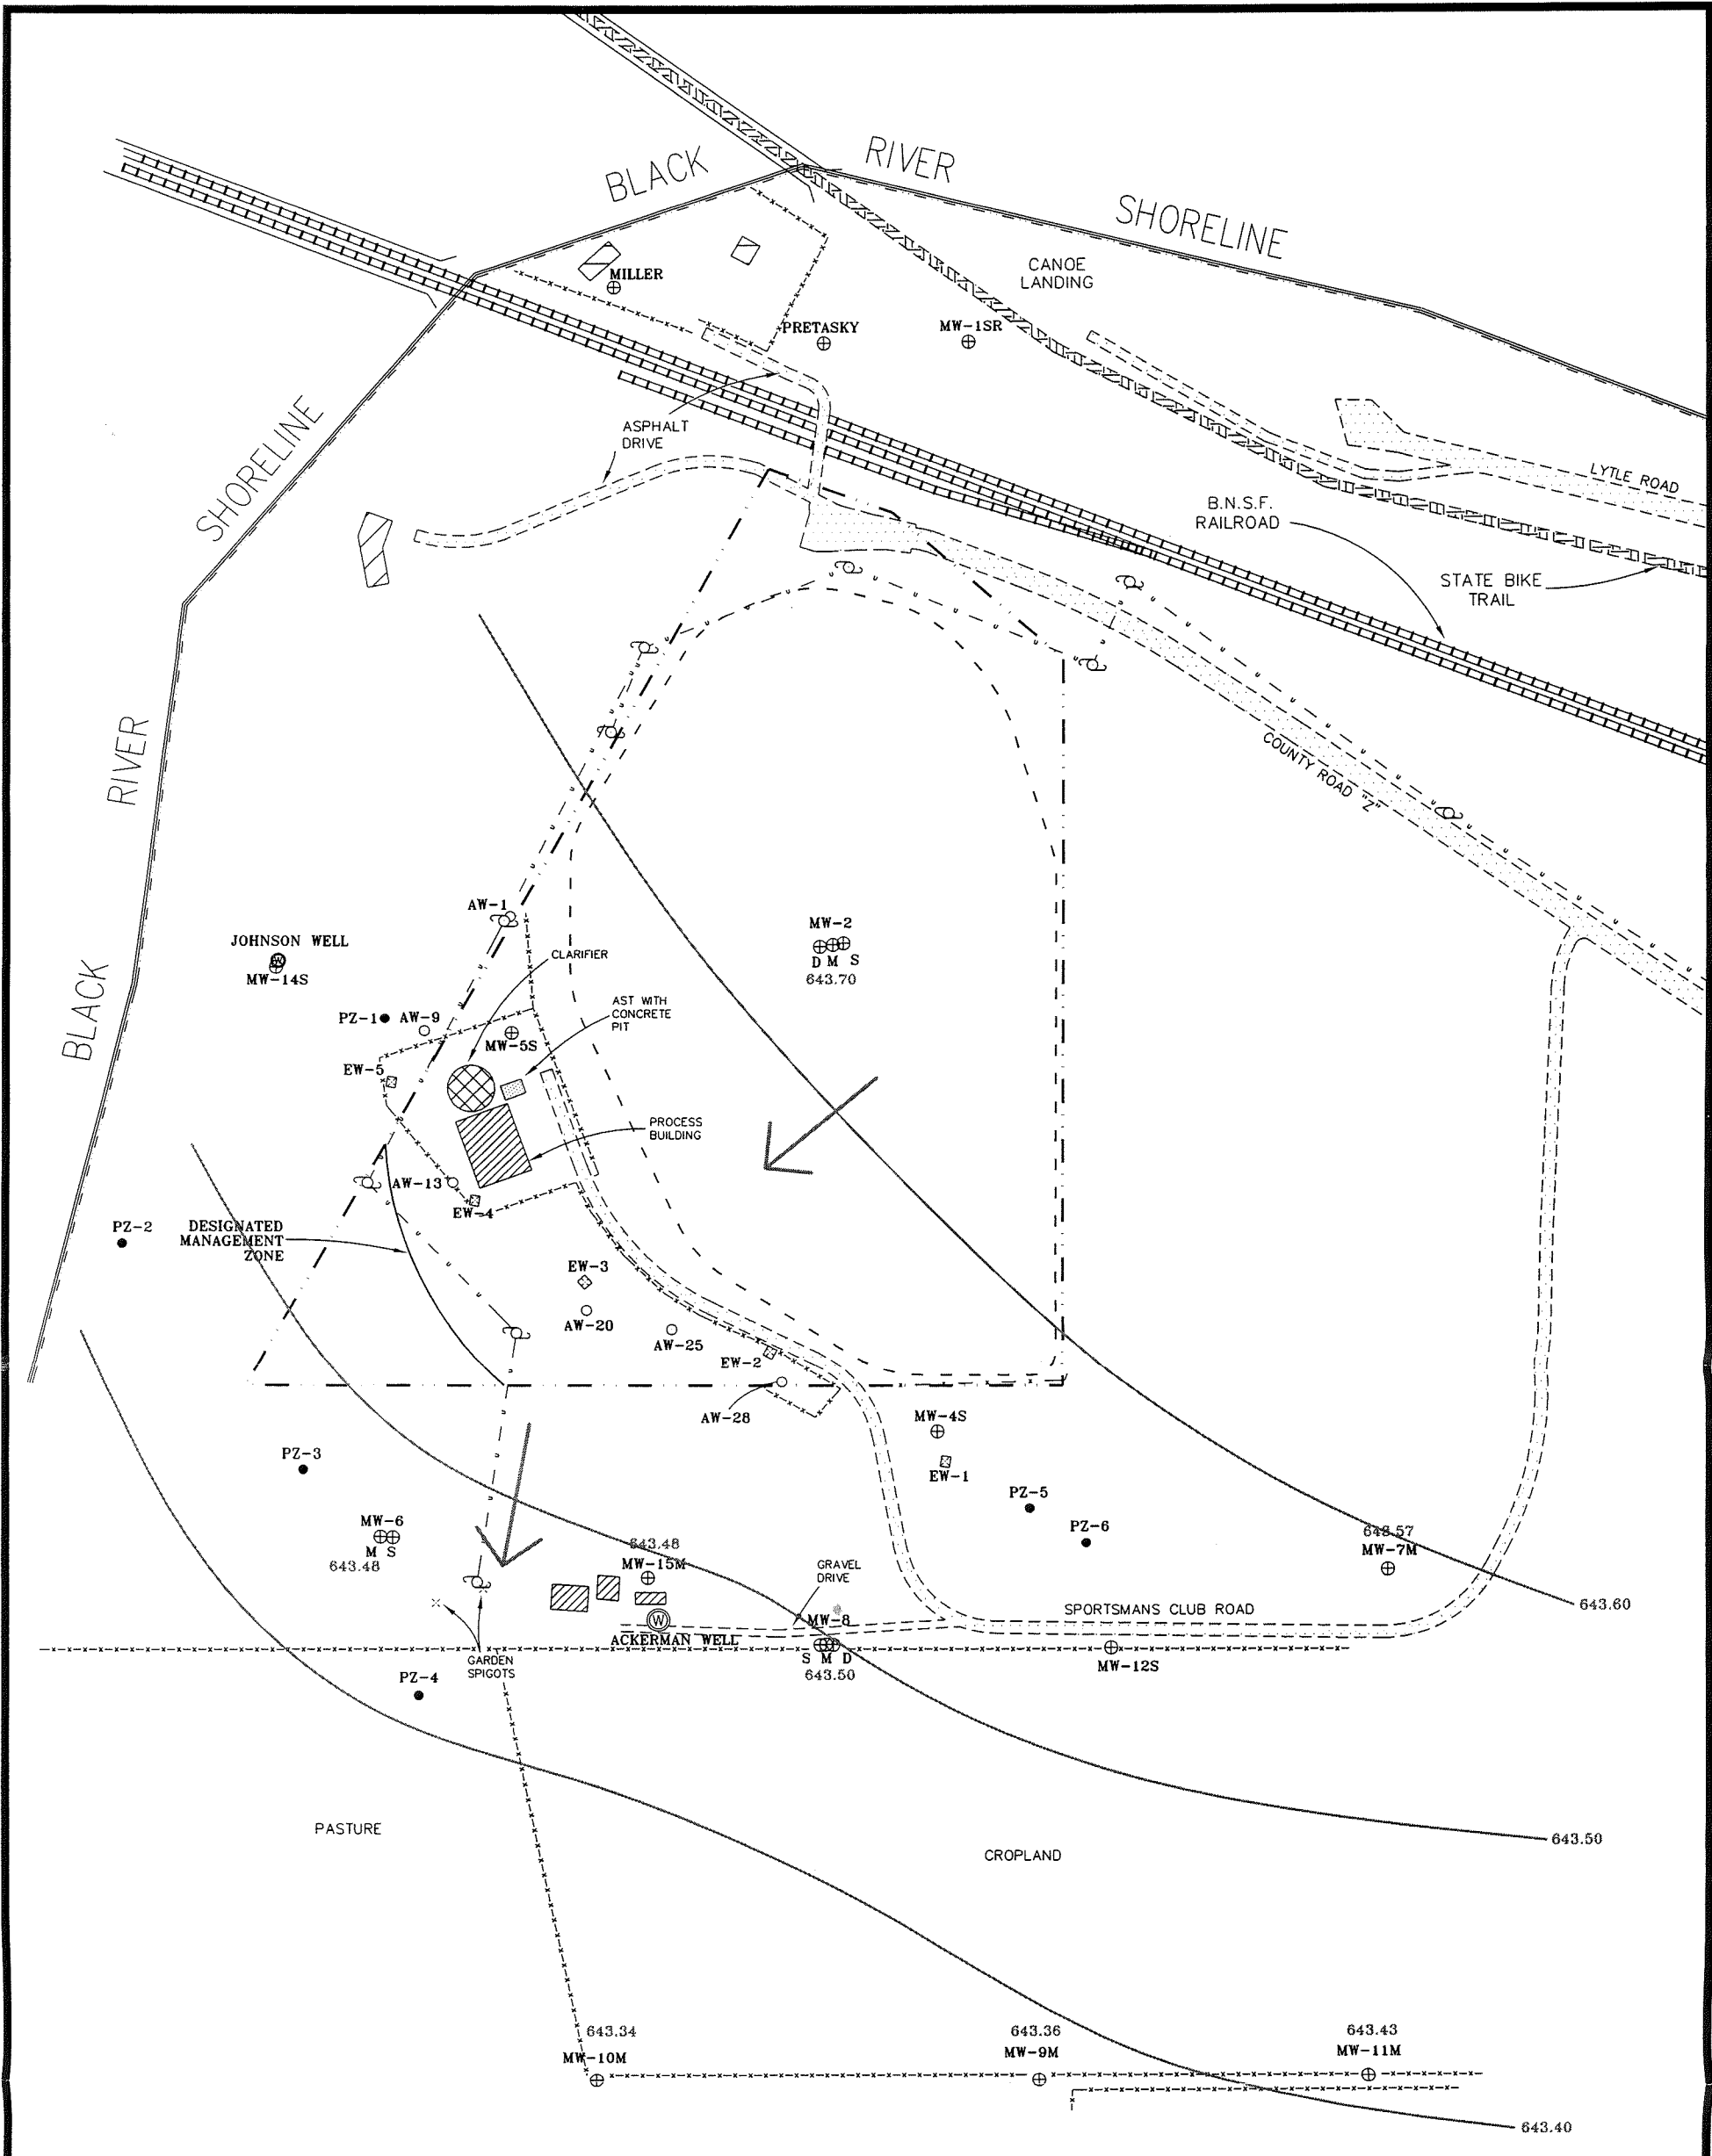 BLACK
RIVER
SHORELINE
MILLER
CANOE
LANDING
PRETASKY
MW-1SR
ASPHALT
DRIVE
SHORELINE
LYTLE ROAD
B.N.S.F.
RAILROAD
STATE BIKE
TRAIL
RIVER
COUNTY ROAD "Z"
AW-1
MW-2
D M S
643.70
JOHNSON WELL
W
MW-14S
CLARIFIER
BLACK
AST WITH
CONCRETE
PIT
PZ-1
AW-9
MW-5S
EW-5
PROCESS
BUILDING
AW-13
EW-4
PZ-2
DESIGNATED
MANAGEMENT
ZONE
EW-3
AW-20
AW-25
EW-2
AW-28
MW-4S
EW-1
PZ-3
PZ-5
PZ-6
MW-6
M S
643.48
643.48
MW-15M
643.57
MW-7M
GRAVEL
DRIVE
643.60
SPORTSMANS CLUB ROAD
MW-8
W
ACKERMAN WELL
S M D
643.50
MW-12S
GARDEN
SPIGOTS
PZ-4
PASTURE
643.50
CROPLAND
643.34
MW-10M
643.36
MW-9M
643.43
MW-11M
643.40